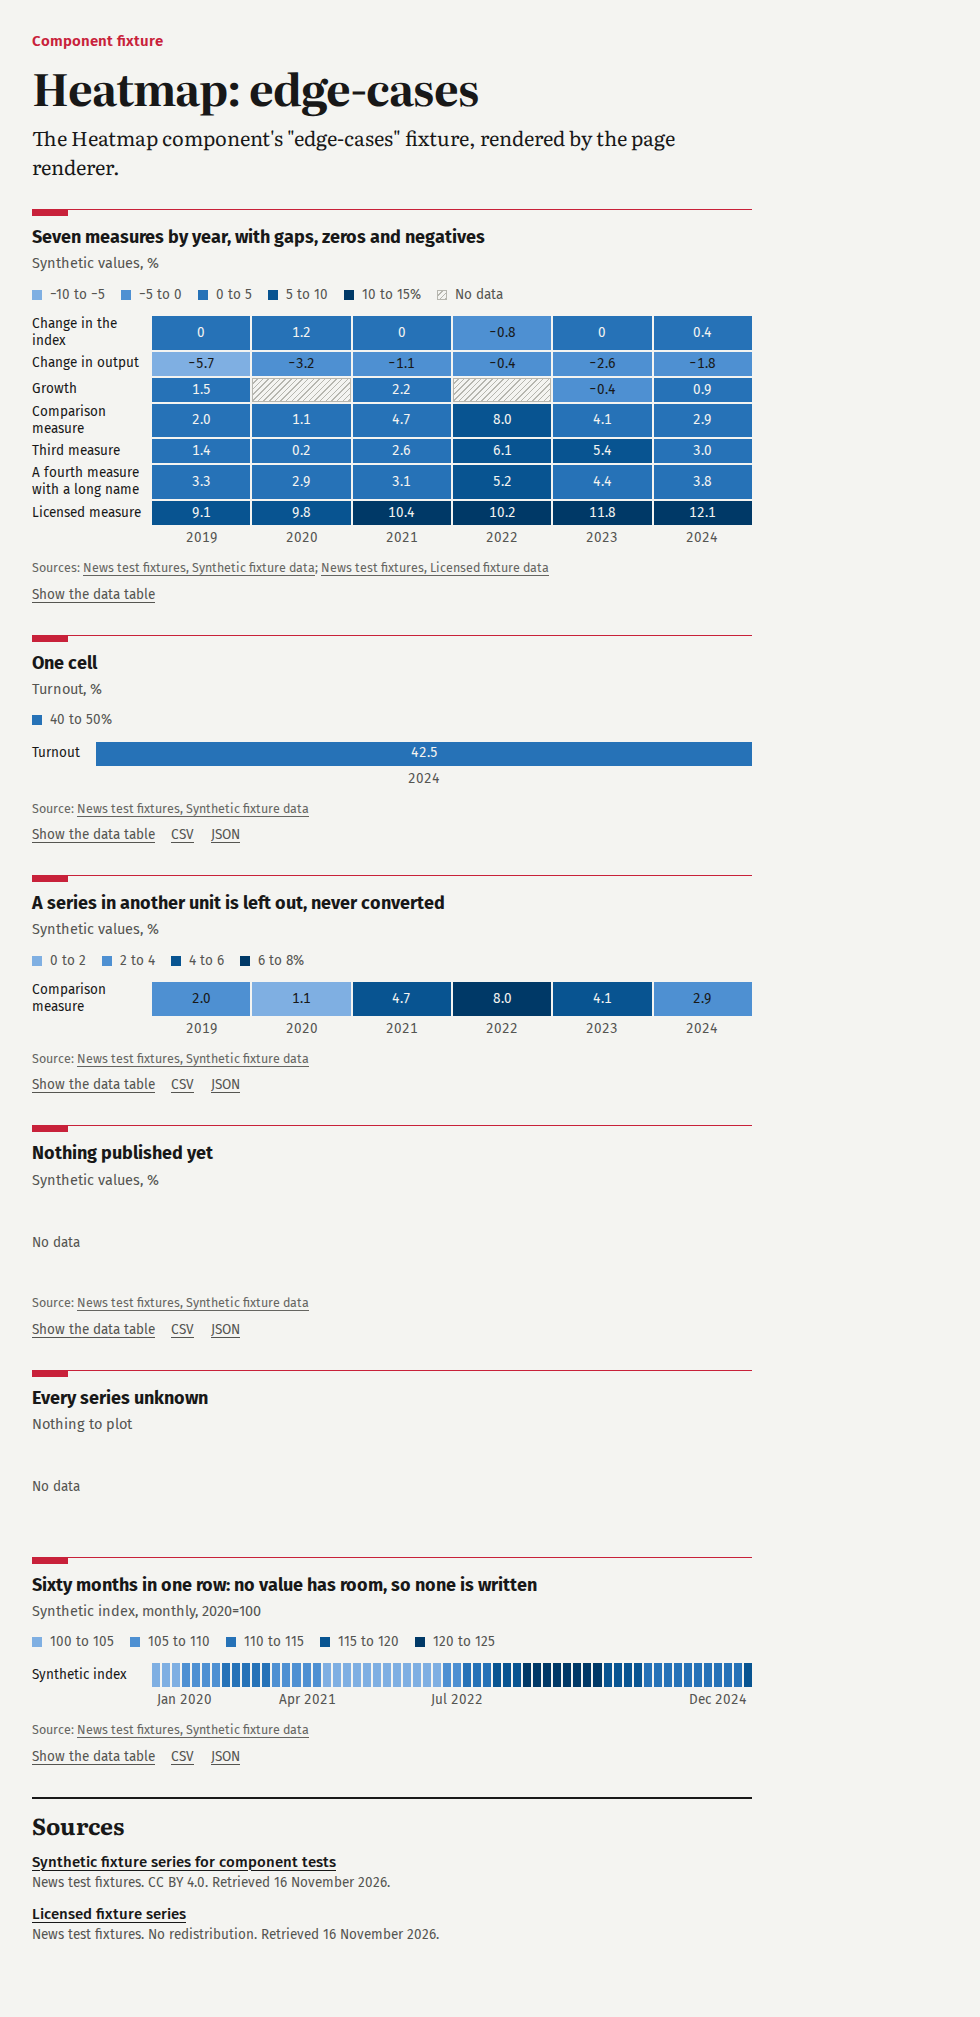 Component fixture
Heatmap: edge-cases
The Heatmap component's "edge-cases" fixture, rendered by the page
renderer.
Seven measures by year, with gaps, zeros and negatives
Synthetic values, %
−10 to −5 −5 to 0 0 to 5 5 to 10 10 to 15% No data
Change in the
index 0 1.2 0 −0.8 0 0.4
Change in output −5.7 −3.2 −1.1 −0.4 −2.6 −1.8
Growth 1.5 2.2 −0.4 0.9
Comparison
measure 2.0 1.1 4.7 8.0 4.1 2.9
Third measure 1.4 0.2 2.6 6.1 5.4 3.0
A fourth measure
with a long name 3.3 2.9 3.1 5.2 4.4 3.8
Licensed measure 9.1 9.8 10.4 10.2 11.8 12.1
2019 2020 2021 2022 2023 2024
Sources: News test fixtures, Synthetic fixture data; News test fixtures, Licensed fixture data
Show the data table
One cell
Turnout, %
40 to 50%
Turnout 42.5
2024
Source: News test fixtures, Synthetic fixture data
Show the data table CSV JSON
A series in another unit is left out, never converted
Synthetic values, %
0 to 2 2 to 4 4 to 6 6 to 8%
Comparison
measure 2.0 1.1 4.7 8.0 4.1 2.9
2019 2020 2021 2022 2023 2024
Source: News test fixtures, Synthetic fixture data
Show the data table CSV JSON
Nothing published yet
Synthetic values, %
No data
Source: News test fixtures, Synthetic fixture data
Show the data table CSV JSON
Every series unknown
Nothing to plot
No data
Sixty months in one row: no value has room, so none is written
Synthetic index, monthly, 2020=100
100 to 105 105 to 110 110 to 115 115 to 120 120 to 125
Synthetic index
Jan 2020 Apr 2021 Jul 2022 Dec 2024
Source: News test fixtures, Synthetic fixture data
Show the data table CSV JSON
Sources
Synthetic fixture series for component tests
News test fixtures. CC BY 4.0. Retrieved 16 November 2026.
Licensed fixture series
News test fixtures. No redistribution. Retrieved 16 November 2026.